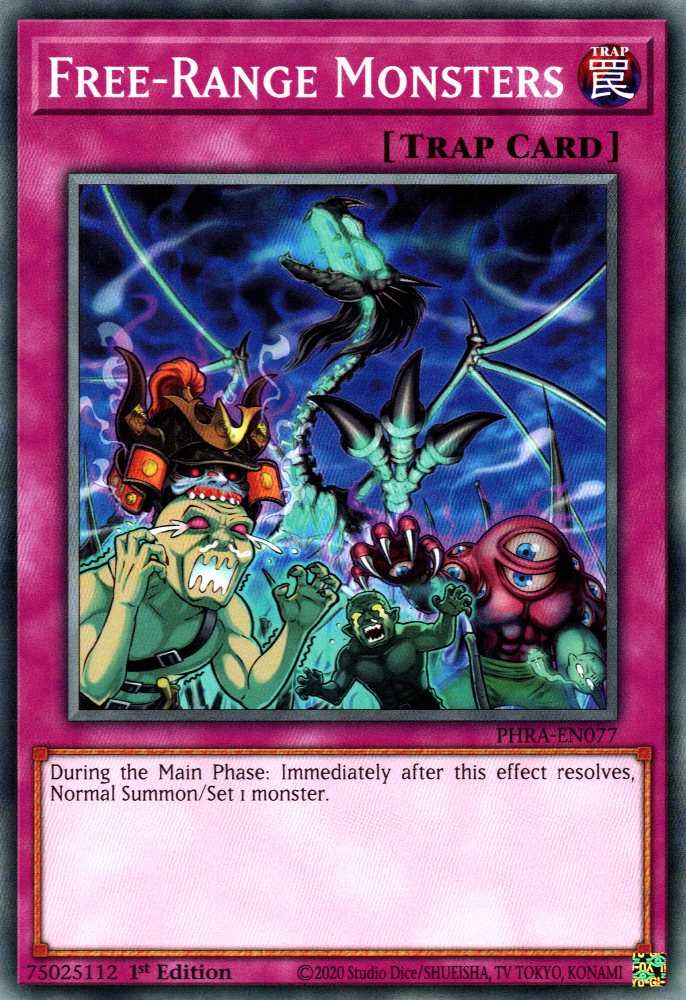 Free-Range Monsters
TRAP
罠
[Trap Card]
PHRA-EN077
During the Main Phase: Immediately after this effect resolves,
Normal Summon/Set 1 monster.
75025112 1st Edition
©2020 Studio Dice/SHUEISHA, TV TOKYO, KONAMI